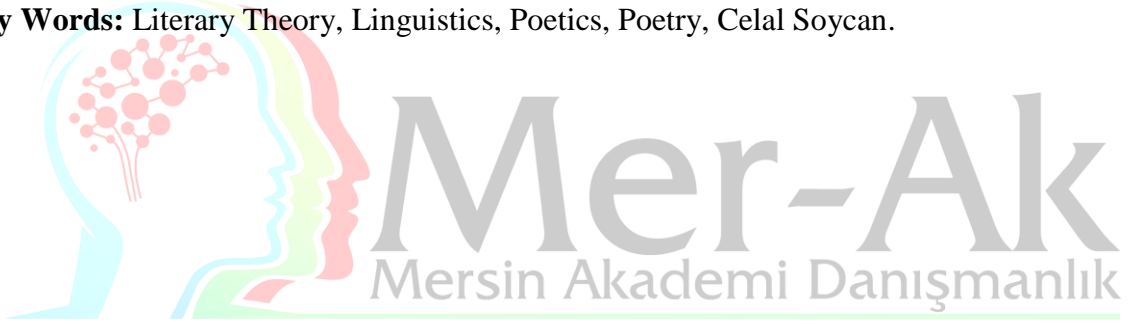 y Words: Literary Theory, Linguistics, Poetics, Poetry, Celal Soycan.
Mer-Ak
Mersin Akademi Danışmanlık